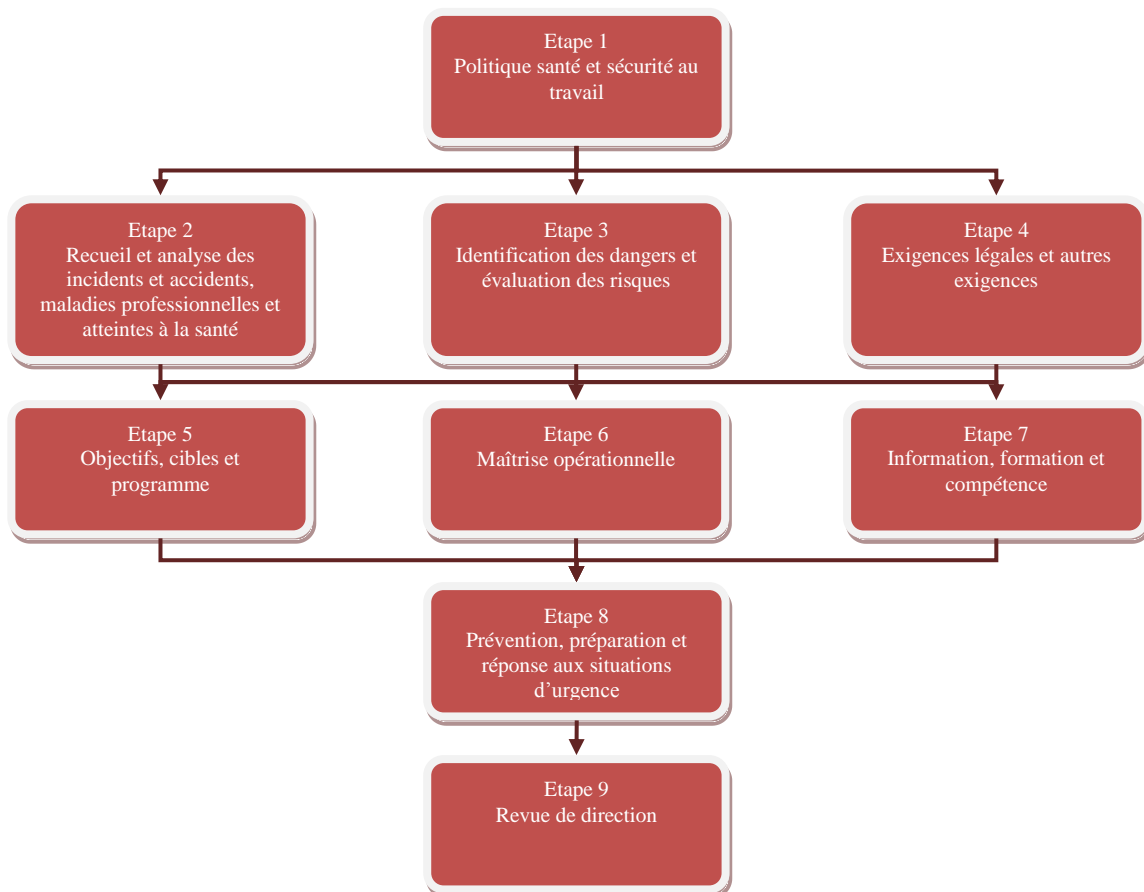 Etape 1
Politique santé et sécurité au
travail
Etape 2
Recueil et analyse des
incidents et accidents,
maladies professionnelles et
atteintes à la santé
Etape 3
Identification des dangers et
évaluation des risques
Etape 4
Exigences légales et autres
exigences
Etape 5
Objectifs, cibles et
programme
Etape 6
Maîtrise opérationnelle
Etape 7
Information, formation et
compétence
Etape 8
Prévention, préparation et
réponse aux situations
d’urgence
Etape 9
Revue de direction